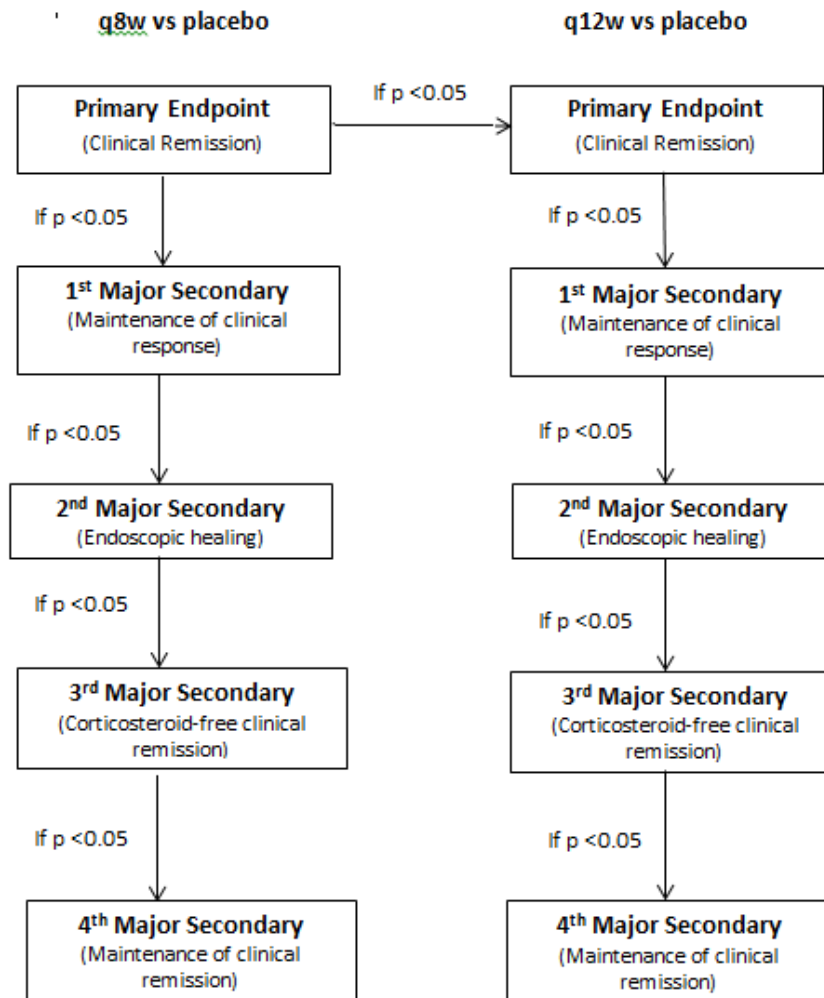 q8w vs placebo
q12w vs placebo
Primary Endpoint
(Clinical Remission)
If p <0.05
Primary Endpoint
(Clinical Remission)
If p <0.05
If p <0.05
1st Major Secondary
(Maintenance of clinical
response)
1st Major Secondary
(Maintenance of clinical
response)
If p <0.05
If p <0.05
2nd Major Secondary
(Endoscopic healing)
2nd Major Secondary
(Endoscopic healing)
If p <0.05
If p <0.05
3rd Major Secondary
(Corticosteroid-free clinical
remission)
3rd Major Secondary
(Corticosteroid-free clinical
remission)
If p <0.05
If p <0.05
4th Major Secondary
(Maintenance of clinical
remission)
4th Major Secondary
(Maintenance of clinical
remission)